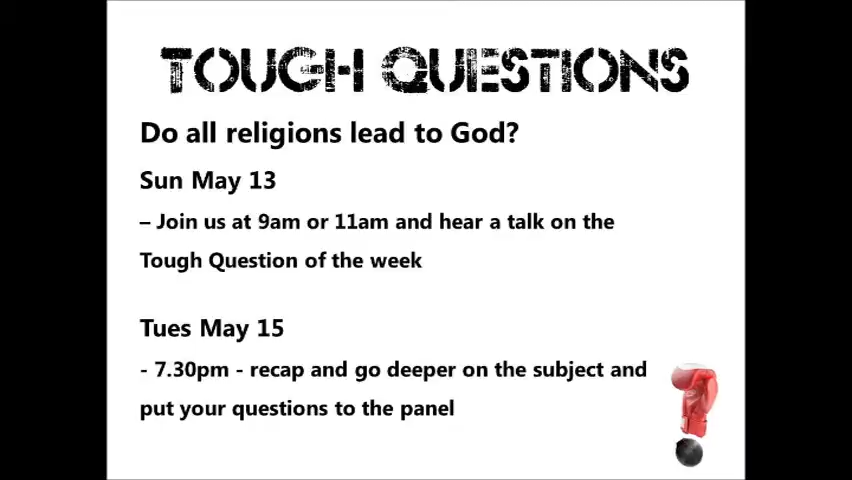 TOUGH QUESTIONS
Do all religions lead to God?
Sun May 13
– Join us at 9am or 11am and hear a talk on the
Tough Question of the week
Tues May 15
- 7.30pm - recap and go deeper on the subject and
put your questions to the panel